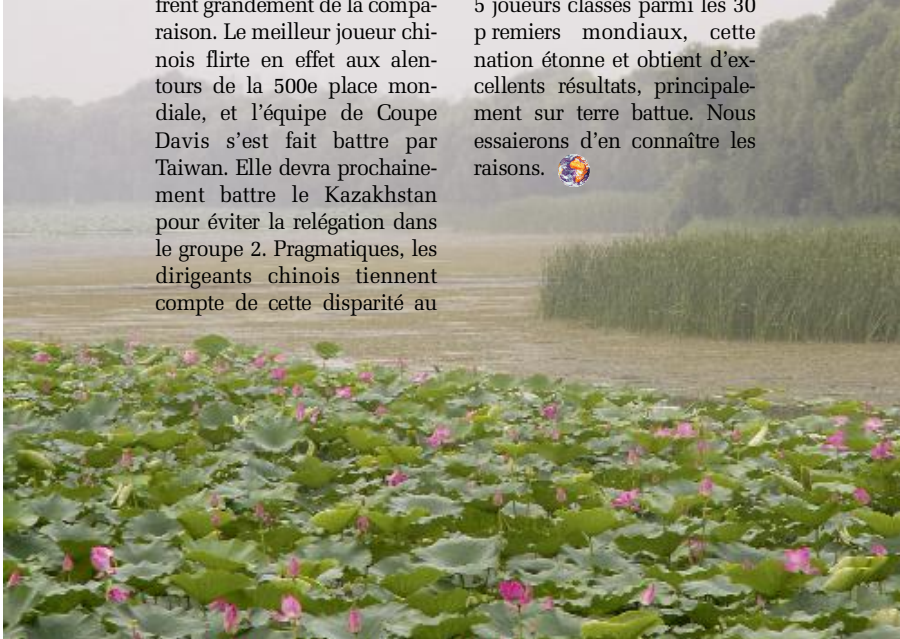 frent grandement de la compa-
raison. Le meilleur joueur chi-
nois flirte en effet aux alen-
tours de la 500e place mon-
diale, et l'équipe de Coupe
Davis s'est fait battre par
Taiwan. Elle devra prochaine-
ment battre le Kazakhstan
pour éviter la relégation dans
le groupe 2. Pragmatiques, les
dirigeants chinois tiennent
compte de cette disparité au
5 joueurs classés parmi les 30
p remiers mondiaux, cette
nation étonne et obtient d'ex-
cellents résultats, principale-
ment sur terre battue. Nous
essaierons d'en connaître les
raisons.